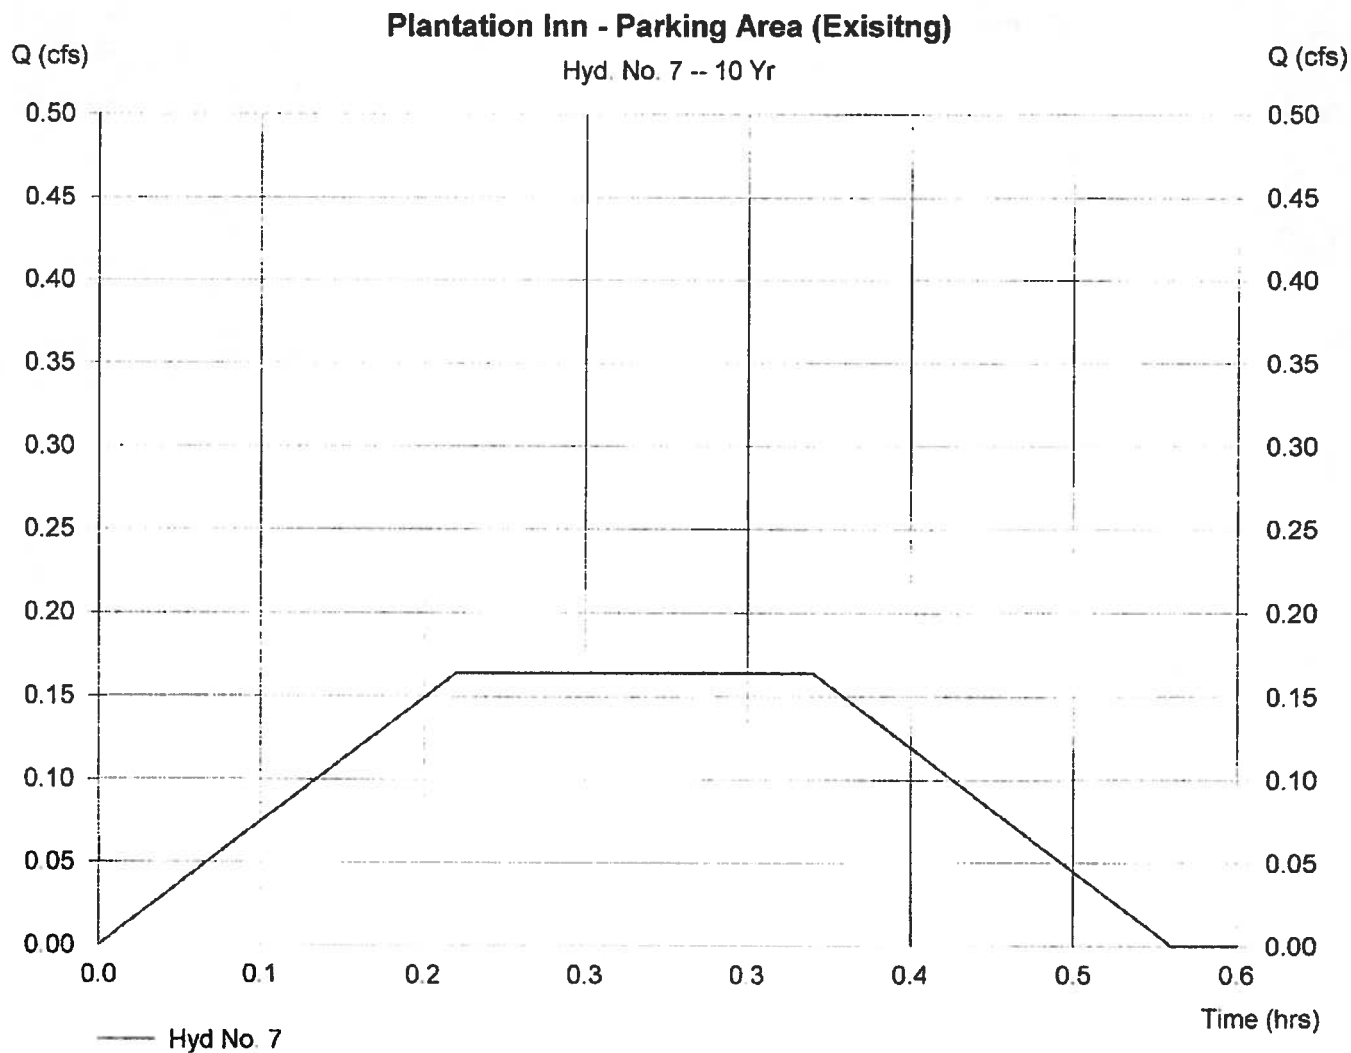 Plantation Inn - Parking Area (Exisitng)
Q (cfs) Q (cfs)
Hyd. No. 7 -- 10 Yr
0.50 0.50
0.45 0.45
0.40 0.40
0.35 0.35
0.30 0.30
0.25 0.25
0.20 0.20
0.15 0.15
0.10 0.10
0.05 0.05
0.00 0.00
0.0 0.1 0.2 0.3 0.3 0.4 0.5 0.6
Time (hrs)
Hyd No. 7